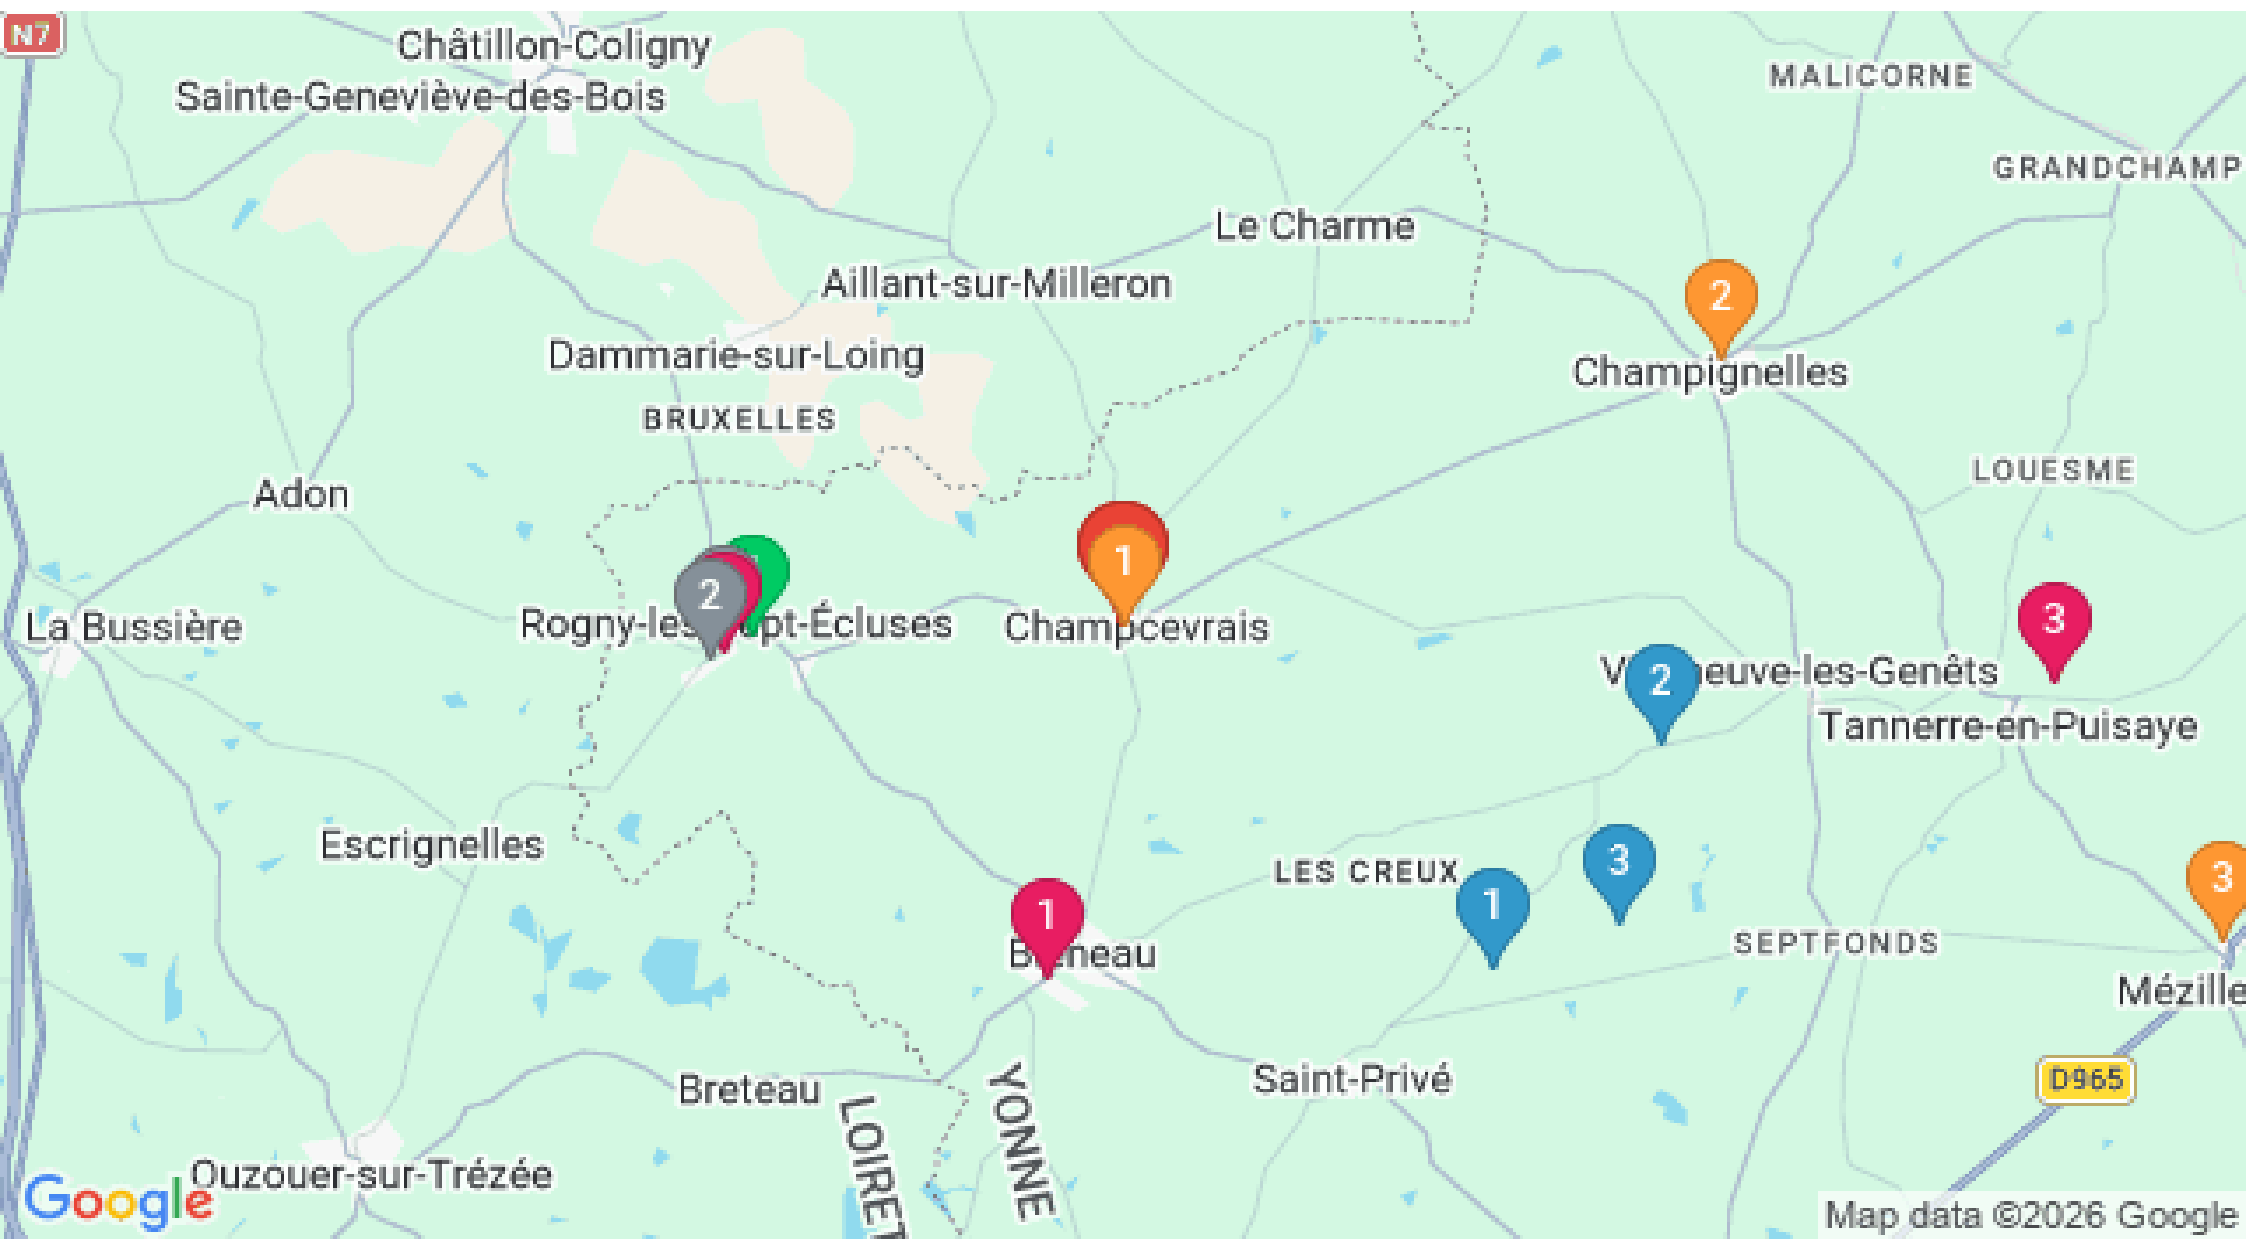 N7
Châtillon-Coligny
MALICORNE
Sainte-Geneviève-des-Bois
GRANDCHAMP
Le Charme
Aillant-sur-Milleron
2
Dammarie-sur-Loing
Champignelles
BRUXELLES
LOUESME
Adon
1
2
Rogny-les
pt-Écluses
Champcevrais
La Bussière
3
2
euve-les-Genêts
Tannerre-en-Puisaye
Escrignelles
LES CREUX
3
1
1
3
neau
SEPTFONDS
Mézille
Breteau
YONNE
LOIRET
Saint-Privé
D965
Ouzouer-sur-Trézée
Google
Map data ©2026 Google